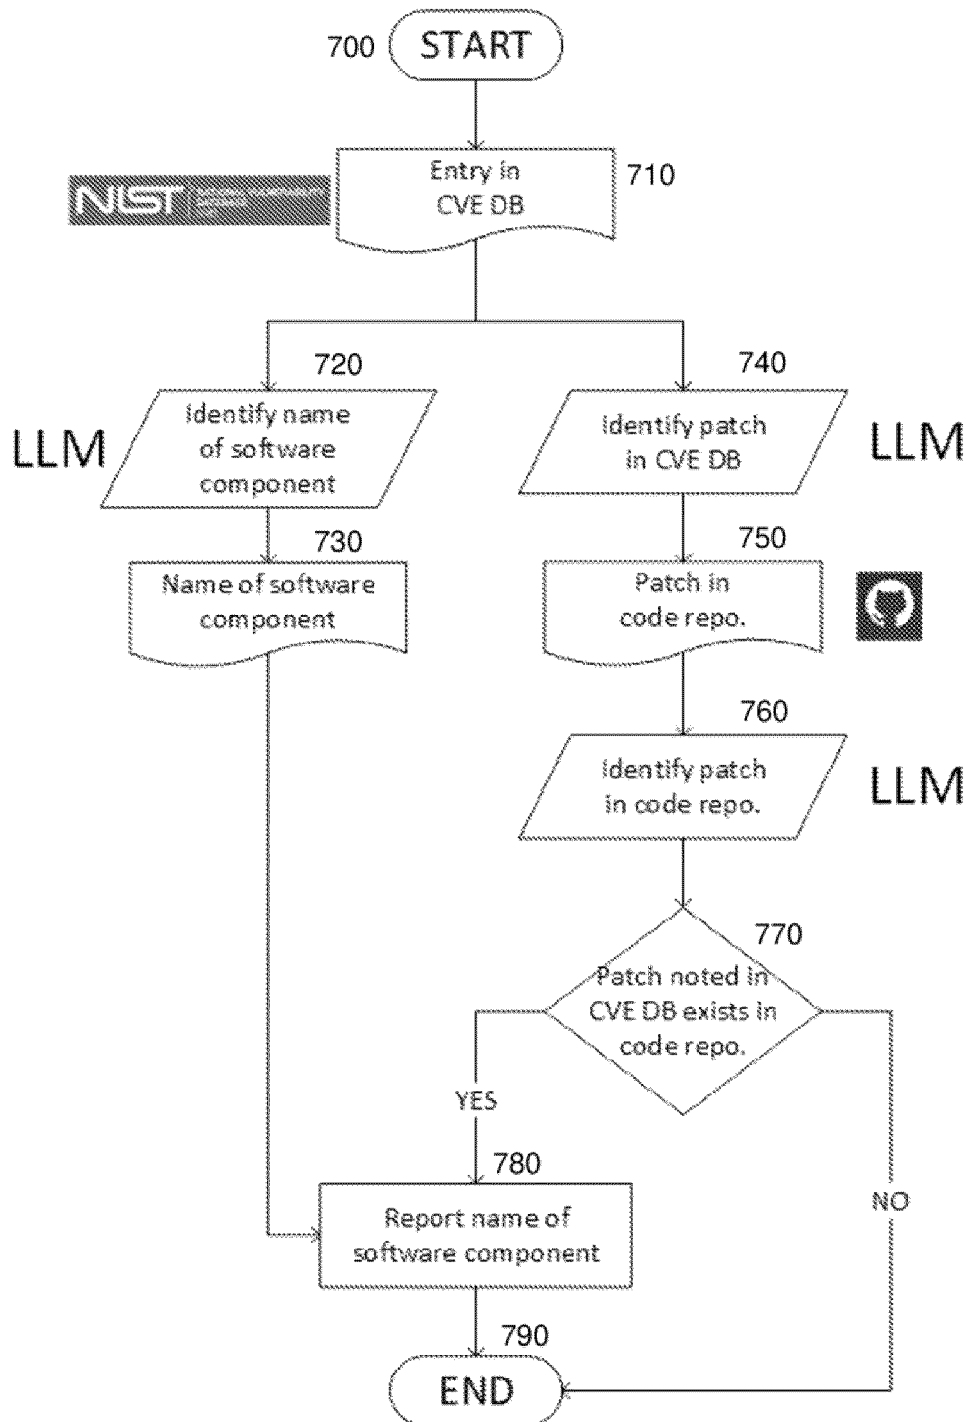 700
START
Entry in
CVE DB
710
NIST
720
Identify name
of software
component
LLM
740
Identify patch
in CVE DB
LLM
730
Name of software
component
750
Patch in
code repo.
760
Identify patch
in code repo.
LLM
770
Patch noted in
CVE DB exists in
code repo.
YES
NO
780
Report name of
software component
790
END